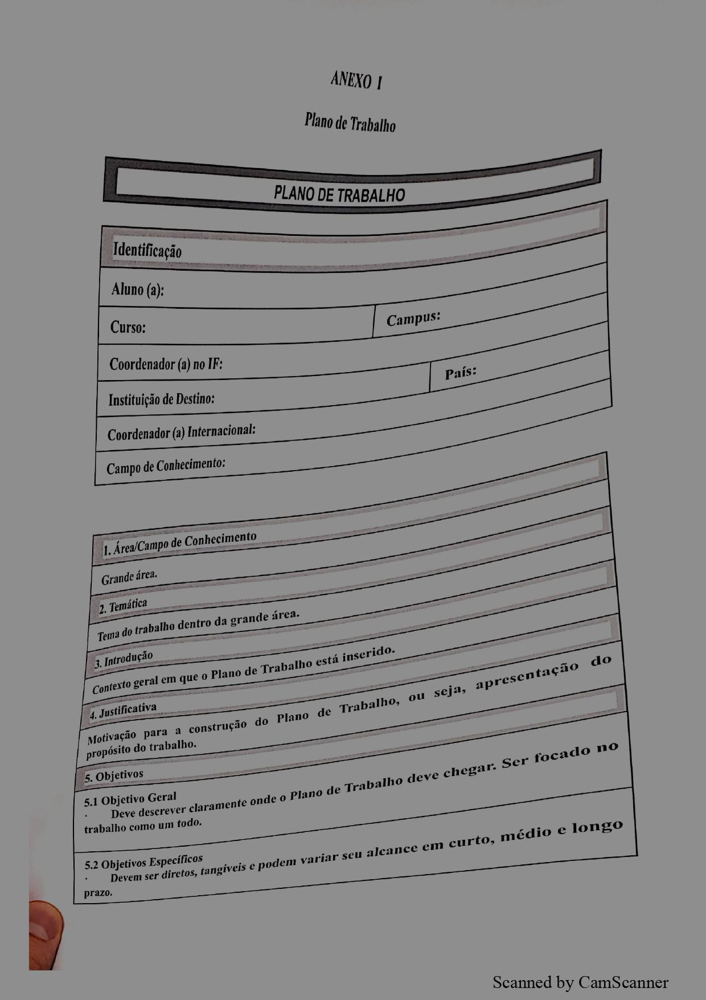 ANEXO I
Plano de Trabalho
PLANO DE TRABALHO
Identificação
Aluno (a):
Curso:
Campus:
Coordenador (a) no IF:
Instituição de Destino:
País:
Coordenador (a) Internacional:
Campo de Conhecimento:
1. Área/Campo de Conhecimento
Grande área.
2. Temática
Tema do trabalho dentro da grande área.
3. Introdução
Contexto geral em que o Plano de Trabalho está inserido.
4. Justificativa
Motivação para a construção do Plano de Trabalho, ou seja, apresentação do
propósito do trabalho.
5. Objetivos
5.1 Objetivo Geral
· Deve descrever claramente onde o Plano de Trabalho deve chegar. Ser focado no
trabalho como um todo.
5.2 Objetivos Específicos
· Devem ser diretos, tangíveis e podem variar seu alcance em curto, médio e longo
prazo.
Scanned by CamScanner